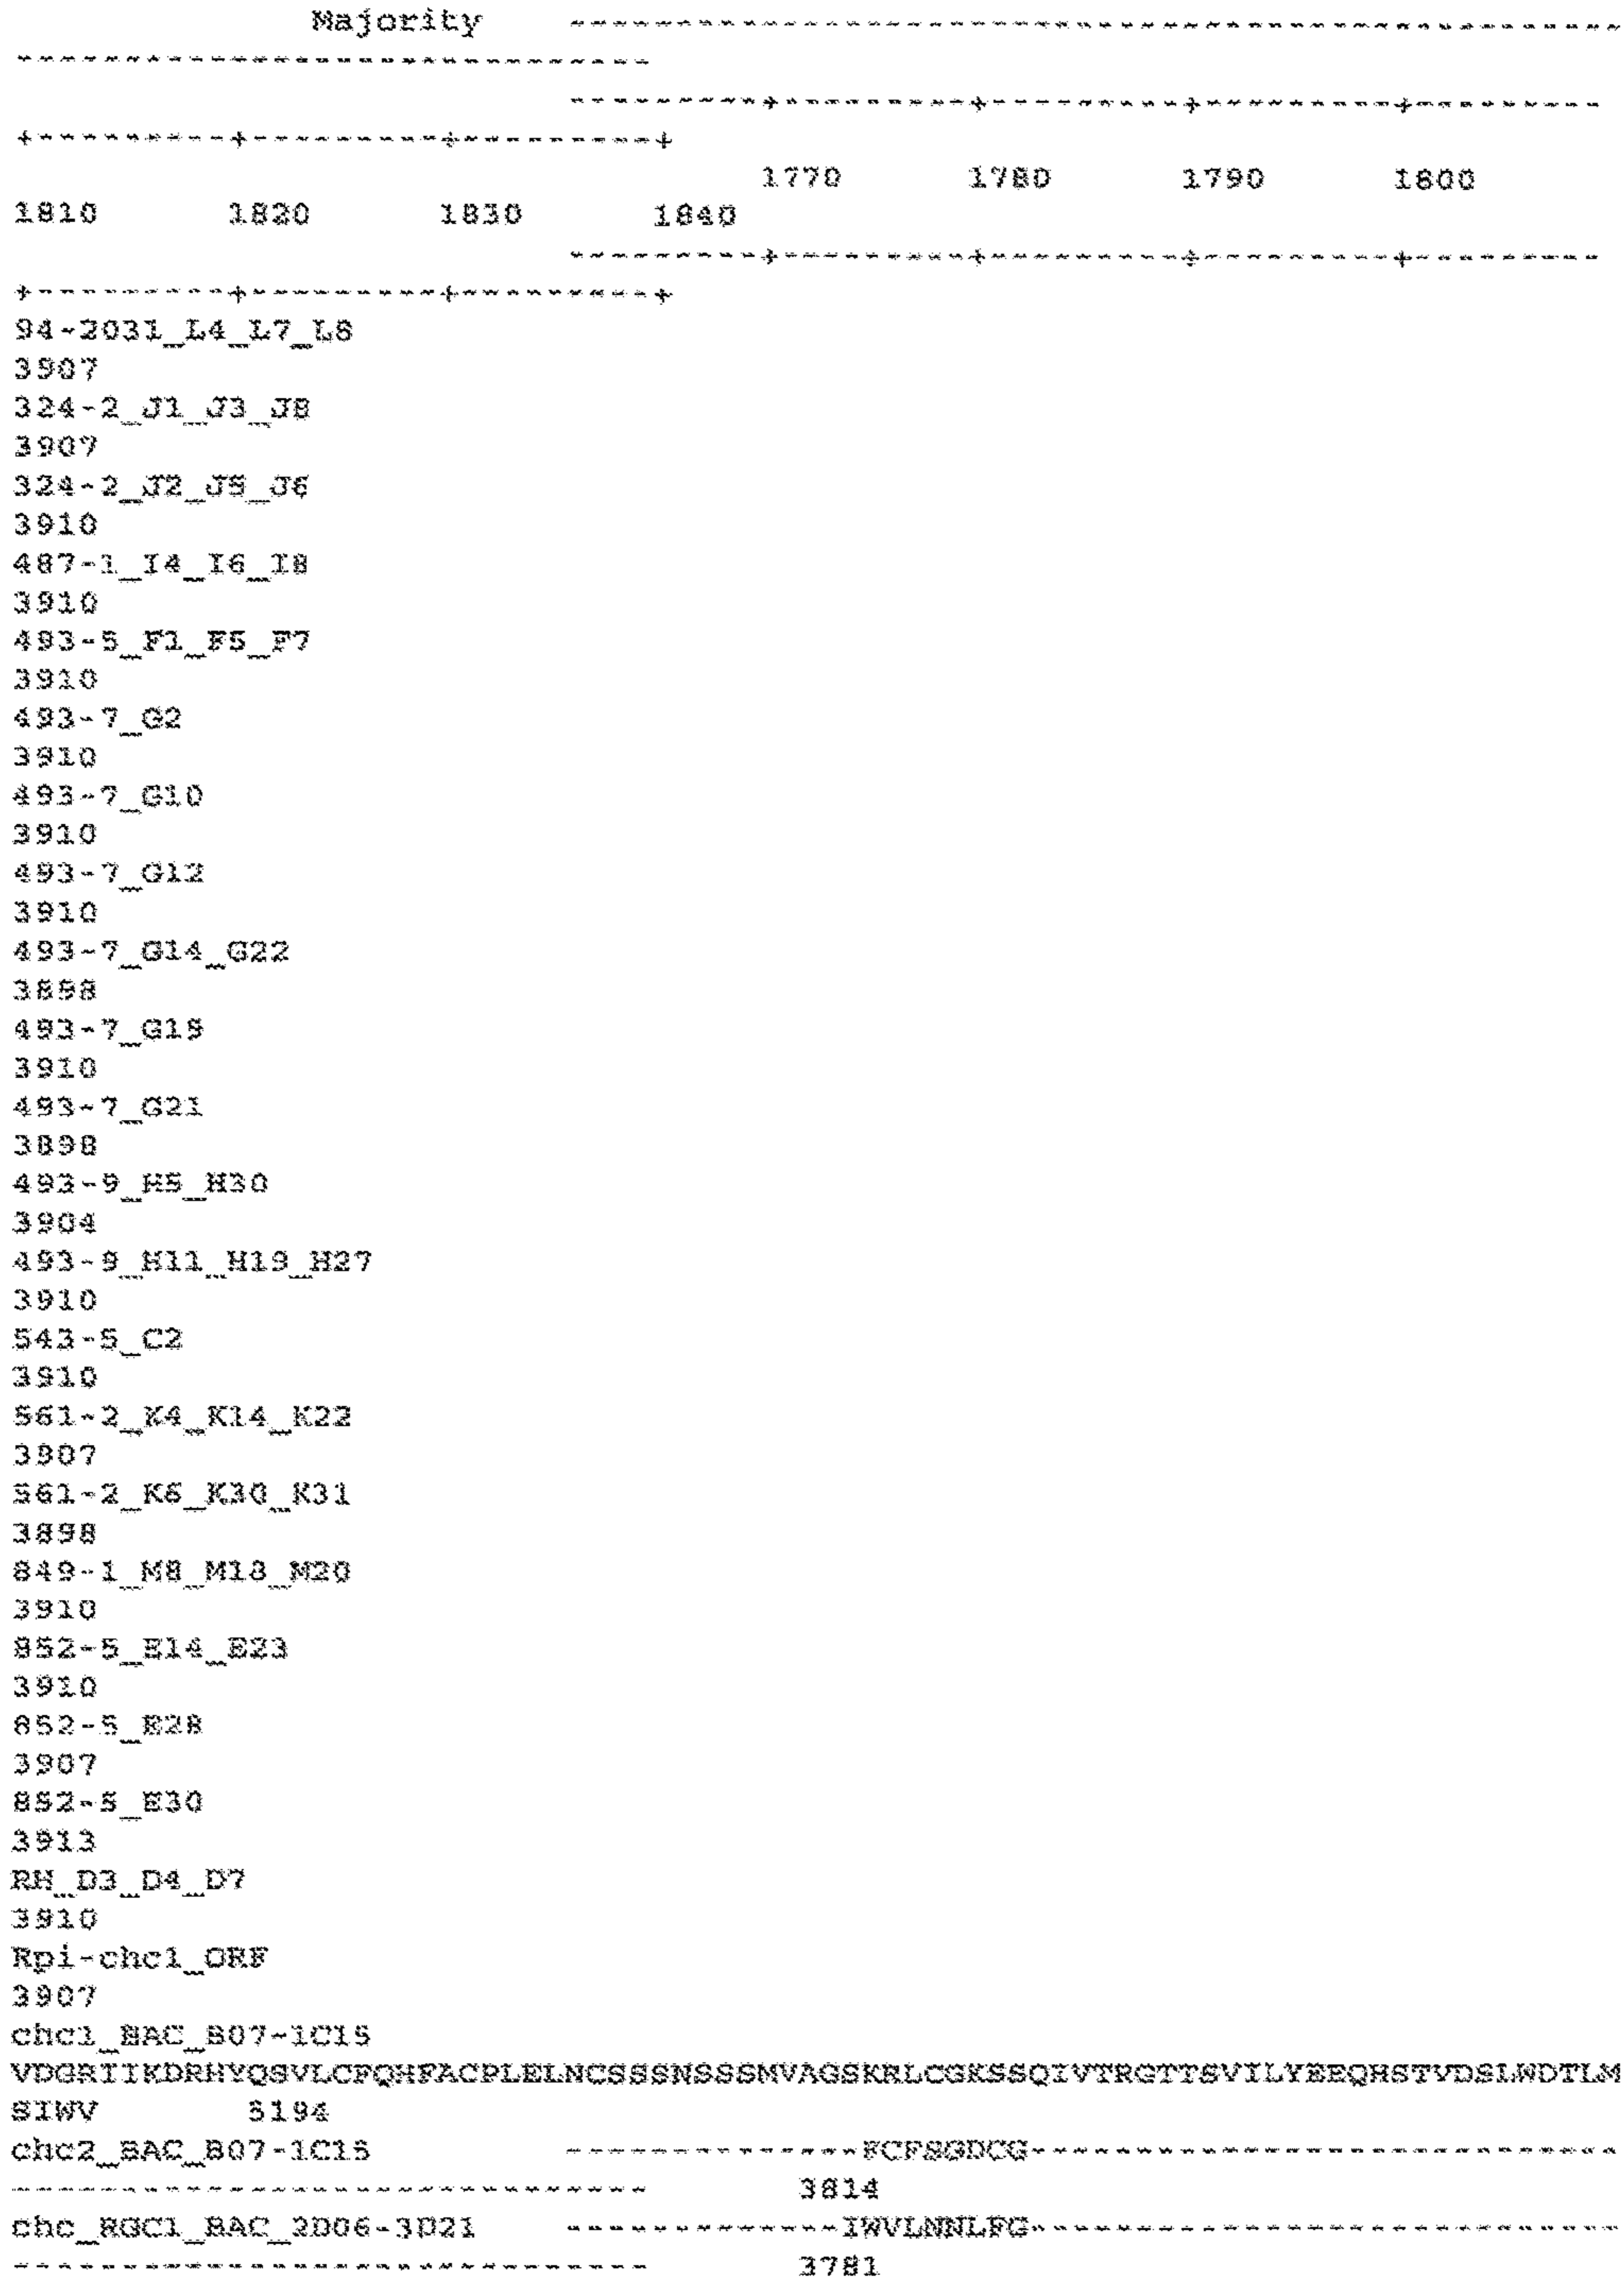 Majority -------------------------------------------------
------------------------------
---------+---------+---------+---------+---------
+---------+---------+---------+
1770 1780 1790 1800
1810 1820 1830 1840
---------+---------+---------+---------+---------
+---------+---------+---------+
94-2031_L4_L7_L8
3907
324-2_J1_J3_J8
3907
324-2_J2_J5_J6
3910
487-1_I4_I6_I8
3910
493-5_F1_F5_F7
3910
493-7_G2
3910
493-7_G10
3910
493-7_G12
3910
493-7_G14_G22
3898
493-7_G15
3910
493-7_G21
3898
493-9_H5_H30
3904
493-9_H11_H19_H27
3910
543-5_C2
3910
561-2_K4_K14_K22
3907
561-2_K6_K30_K31
3898
849-1_M8_M18_M20
3910
852-5_E14_E23
3910
852-5_E28
3907
852-5_E30
3913
RH_D3_D4_D7
3910
Rpi-chc1_ORF
3907
chc1_BAC_B07-1C15
VDGRIIKDRHYQSVLCFQHFACPLELNCSSSNSSSMVAGSKRLCGKSSQIVTRGTTSVILYEEQHSTVDSLWDTLM
SIWV 5194
chc2_BAC_B07-1C15 --------------FCFSGDCG----------------------------
------------------------------ 3814
chc_RGC1_BAC_2D06-3D21 -------------IWVLNNLFG----------------------------
------------------------------ 3781